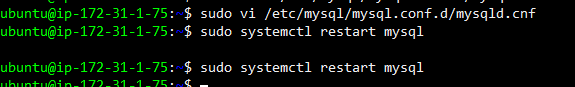 ubuntu@ip-172-31-1-75:~$ sudo vi /etc/mysql/mysql.conf.d/mysqld.cnf
ubuntu@ip-172-31-1-75:~$ sudo systemctl restart mysql
ubuntu@ip-172-31-1-75:~$ sudo systemctl restart mysql
ubuntu@ip-172-31-1-75:~$